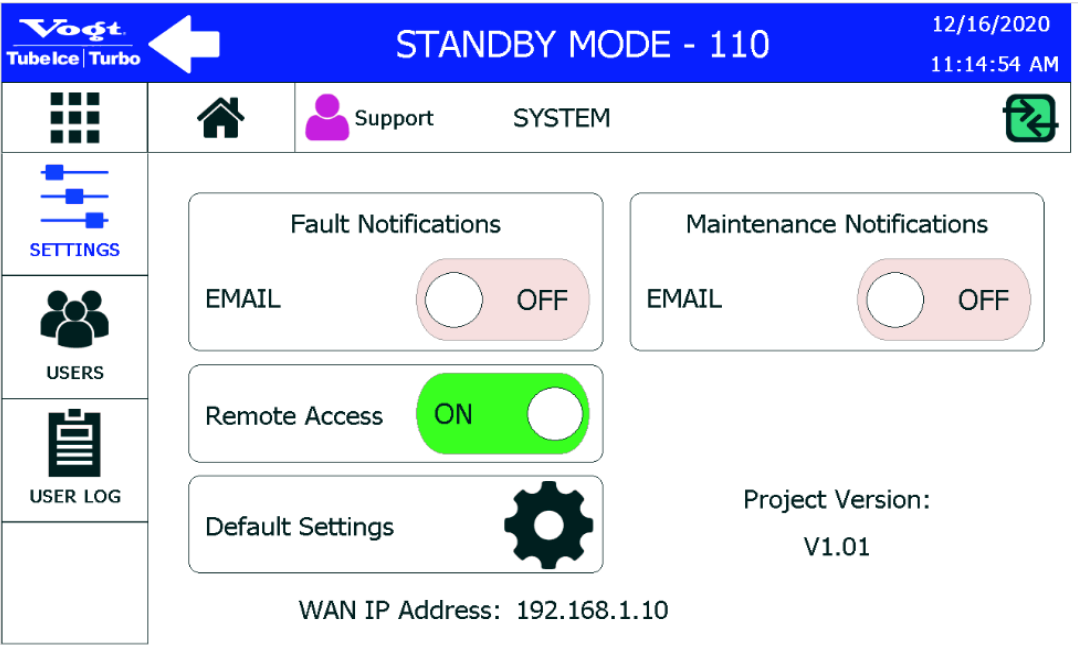 Vogt.
Tube Ice | Turbo
STANDBY MODE - 110
12/16/2020
11:14:54 AM
Support
SYSTEM
SETTINGS
USERS
USER LOG
Fault Notifications
EMAIL
OFF
Maintenance Notifications
EMAIL
OFF
Remote Access
ON
Default Settings
Project Version:
V1.01
WAN IP Address: 192.168.1.10